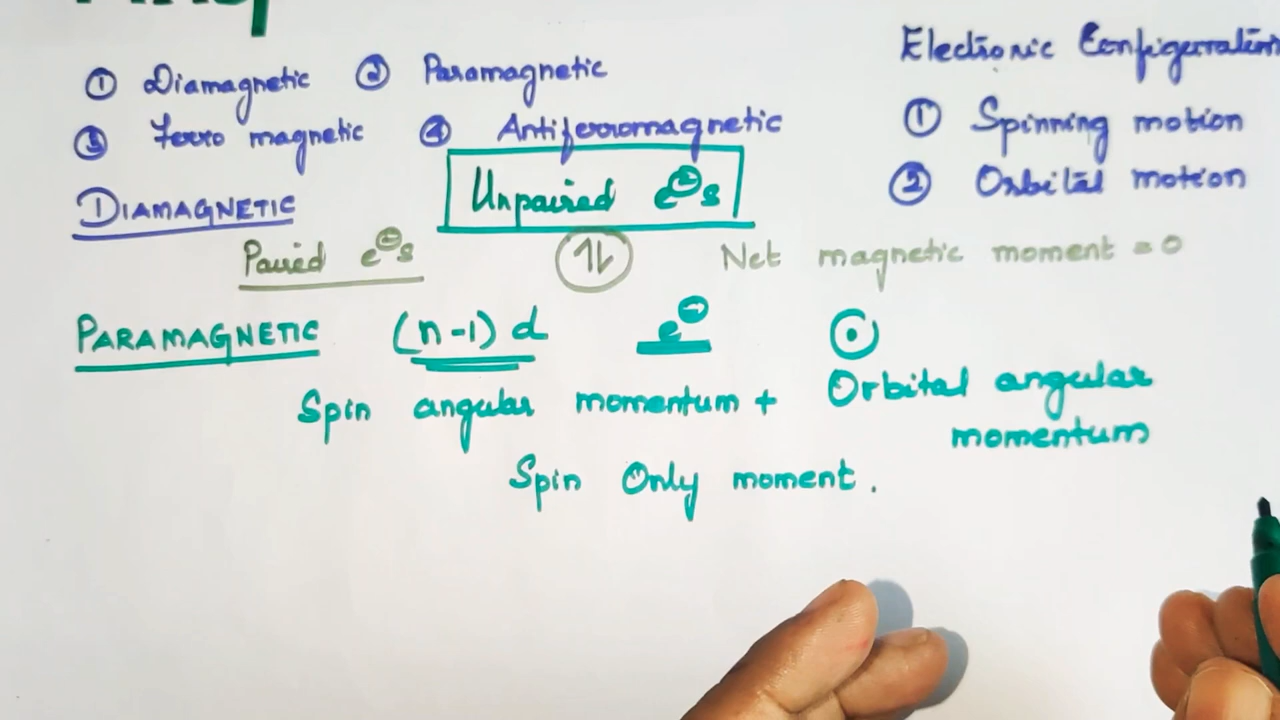 ① Diamagnetic ② Paramagnetic
③ Ferro magnetic ④ Antiferromagnetic
Electronic Configuration
① Spinning motion
② Orbital motion
DIAMAGNETIC
Unpaired e⊖s
Paired e⊖s ⥮ Net magnetic moment = 0
PARAMAGNETIC (n-1) d e⊖
Spin angular momentum + Orbital angular
momentum
Spin Only moment.